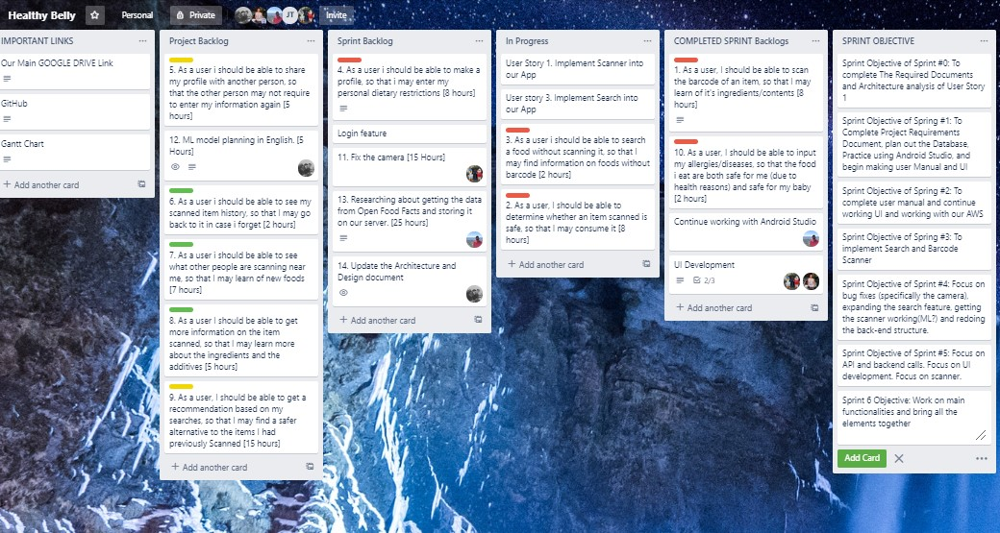 Healthy Belly
Personal
Private
JT
Invite
IMPORTANT LINKS
Our Main GOOGLE DRIVE Link
GitHub
Gantt Chart
+ Add another card
Project Backlog
5. As a user i should be able to share
my profile with another person, so
that the other person may not require
to enter my information again [5
hours]
12. ML model planning in English. [5
Hours]
6. As a user i should be able to see my
scanned item history, so that I may go
back to it in case i forget [2 hours]
7. As a user i should be able to see
what other people are scanning near
me, so that I may learn of new foods
[7 hours]
8. As a user i should be able to get
more information on the item
scanned, so that I may learn more
about the ingredients and the
additives [5 hours]
9. As a user, I should be able to get a
recommendation based on my
searches, so that I may find a safer
alternative to the items I had
previously Scanned [15 hours]
+ Add another card
Sprint Backlog
4. As a user i should be able to make a
profile, so that i may enter my
personal dietary restrictions [8 hours]
Login feature
11. Fix the camera [15 Hours]
13. Researching about getting the data
from Open Food Facts and storing it
on our server. [25 hours]
14. Update the Architecture and
Design document
+ Add another card
In Progress
User Story 1. Implement Scanner into
our App
User story 3. Implement Search into
our App
3. As a user i should be able to search
a food without scanning it, so that I
may find information on foods without
barcode [2 hours]
2. As a user, I should be able to
determine whether an item scanned is
safe, so that I may consume it [8
hours]
+ Add another card
COMPLETED SPRINT Backlogs
1. As a user, I should be able to scan
the barcode of an item, so that I may
learn of it's ingredients/contents [8
hours]
10. As a user, I should be able to input
my allergies/diseases, so that the food
i eat are both safe for me (due to
health reasons) and safe for my baby
[2 hours]
Continue working with Android Studio
UI Development
2/3
+ Add another card
SPRINT OBJECTIVE
Sprint Objective of Sprint #0: To
complete The Required Documents
and Architecture analysis of User Story
1
Sprint Objective of Spring #1: To
Complete Project Requirements
Document, plan out the Database,
Practice using Android Studio, and
begin making user Manual and UI
Sprint Objective of Spring #2: To
complete user manual and continue
working UI and working with our AWS
Sprint Objective of Spring #3: To
implement Search and Barcode
Scanner
Sprint Objective of Sprint #4: Focus on
bug fixes (specifically the camera),
expanding the search feature, getting
the scanner working(ML?) and redoing
the back-end structure.
Sprint Objective of Sprint #5: Focus on
API and backend calls. Focus on UI
development. Focus on scanner.
Sprint 6 Objective: Work on main
functionalities and bring all the
elements together
Add Card